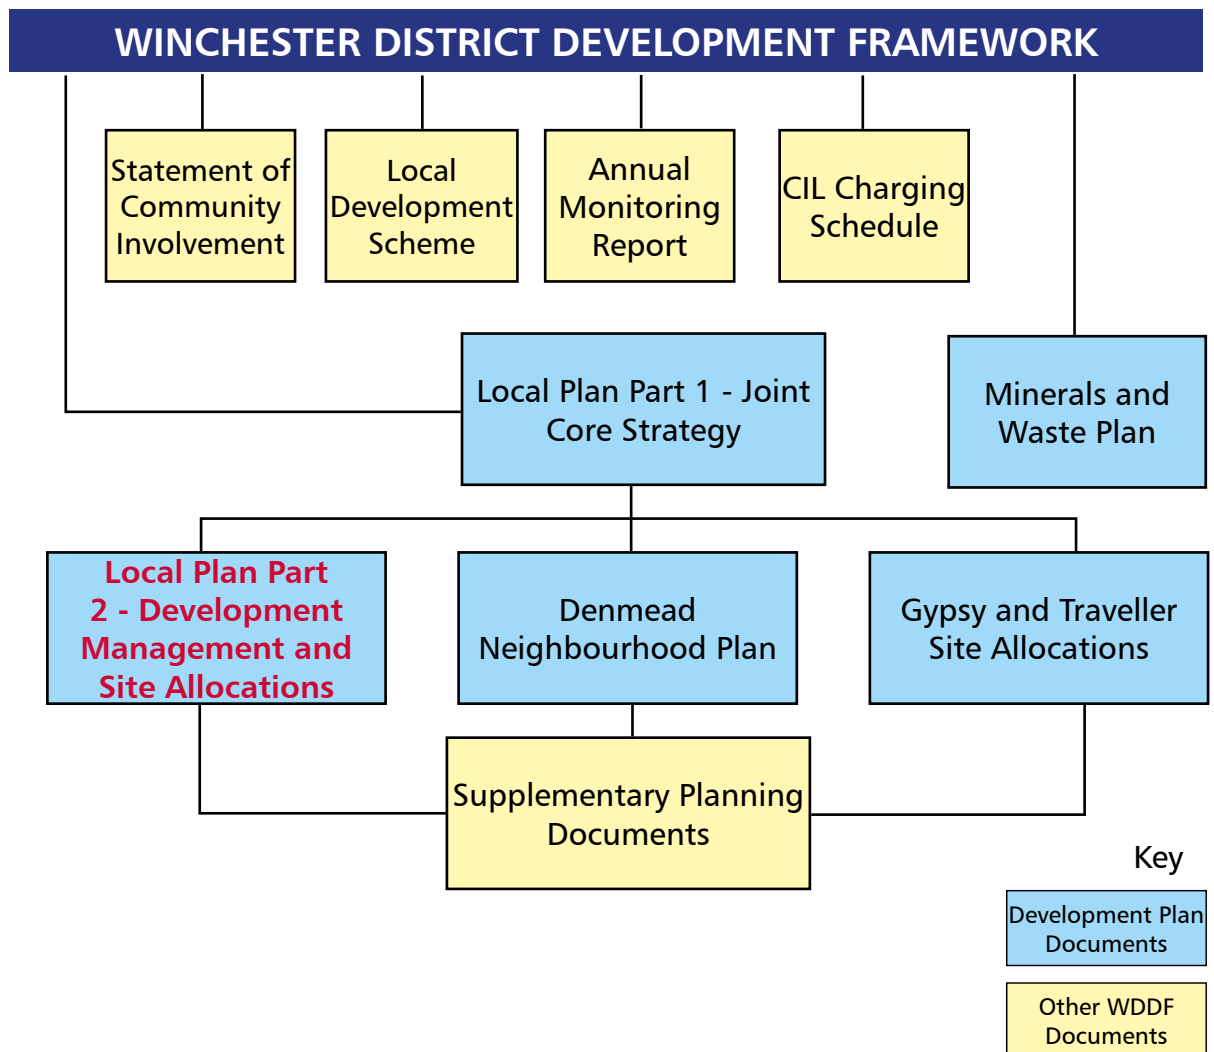 WINCHESTER DISTRICT DEVELOPMENT FRAMEWORK
Statement of
Community
Involvement
Local
Development
Scheme
Annual
Monitoring
Report
CIL Charging
Schedule
Local Plan Part 1 - Joint
Core Strategy
Minerals and
Waste Plan
Local Plan Part
2 - Development
Management and
Site Allocations
Denmead
Neighbourhood Plan
Gypsy and Traveller
Site Allocations
Supplementary Planning
Documents
Key
Development Plan
Documents
Other WDDF
Documents